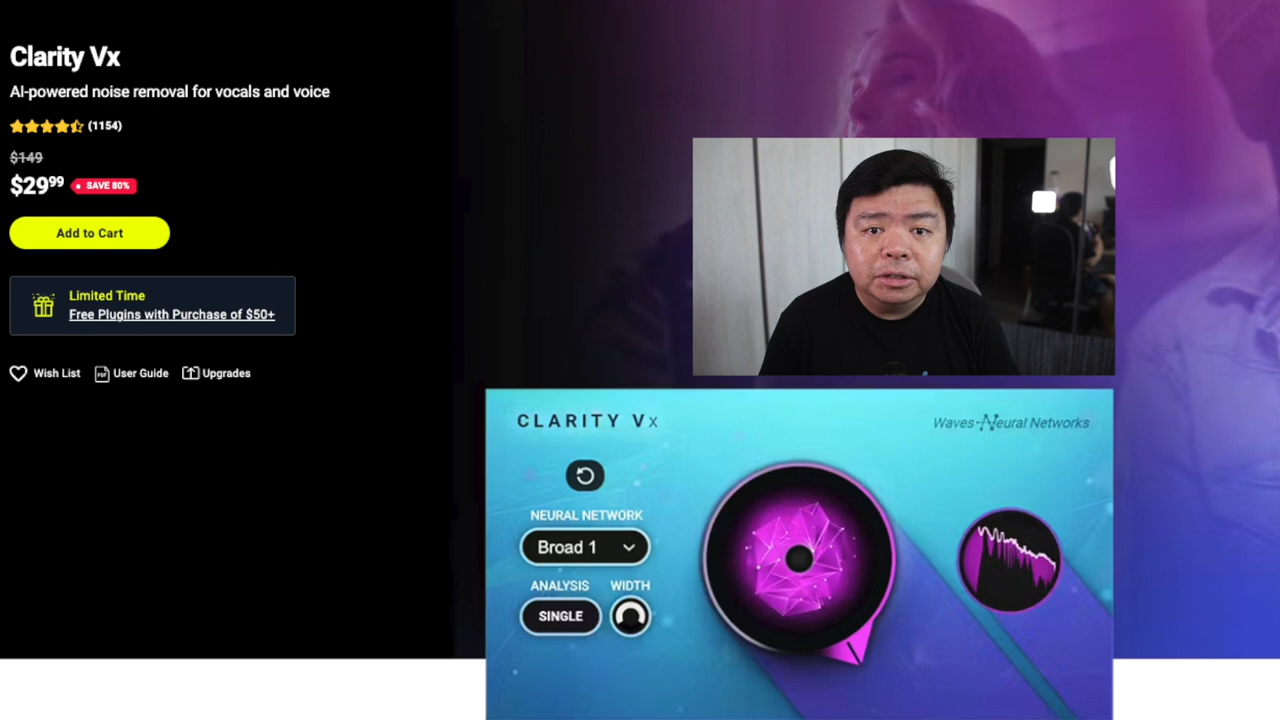 Clarity Vx
AI-powered noise removal for vocals and voice
(1154)
$149
$2999
SAVE 80%
Add to Cart
Limited Time
Free Plugins with Purchase of $50+
Wish List
PDF
User Guide
Upgrades
CLARITY Vx
Waves Neural Networks
NEURAL NETWORK
Broad 1
ANALYSIS
WIDTH
SINGLE